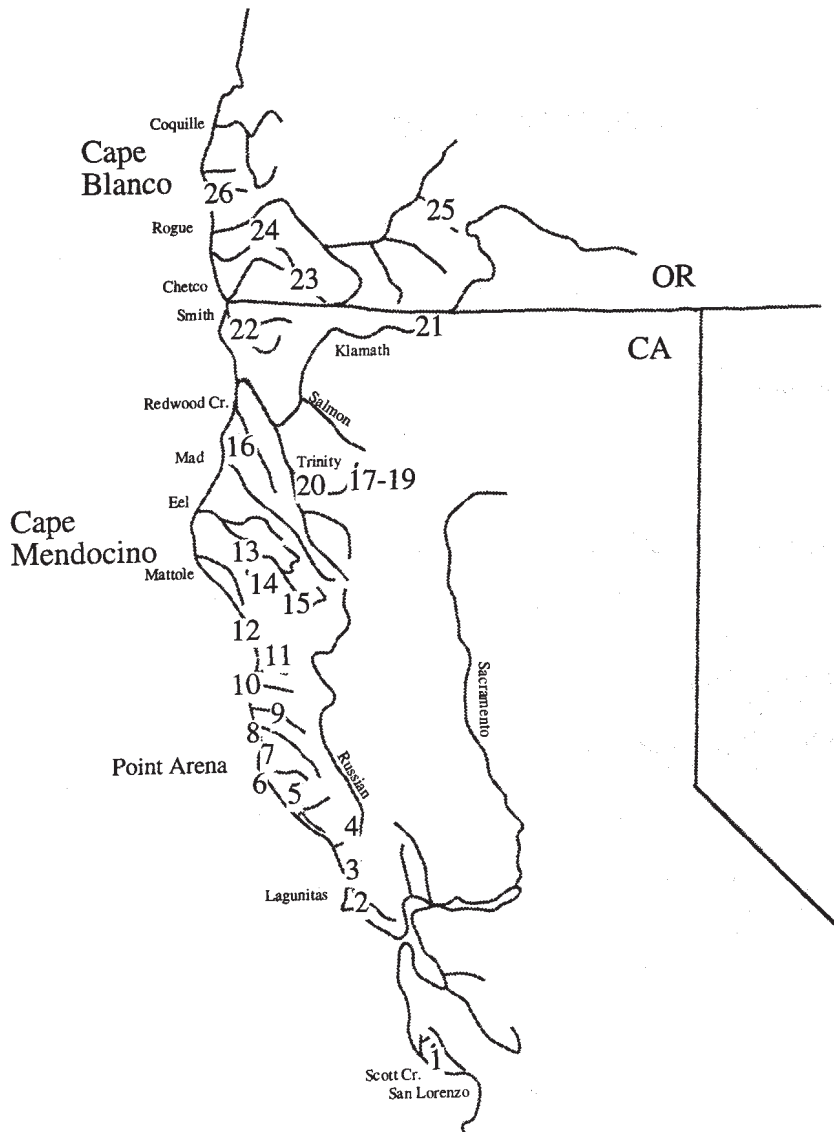 Coquille
Cape
Blanco
26
25
Rogue
24
OR
23
Chetco
Smith
22
21
Klamath
CA
Redwood Cr.
Salmon
16
Mad
Trinity
20
17-19
Eel
Cape
Mendocino
13
Mattole
14
15
12
11
10
Sacramento
9
8
7
Point Arena
Russian
6
5
4
3
Lagunitas
2
1
Scott Cr.
San Lorenzo